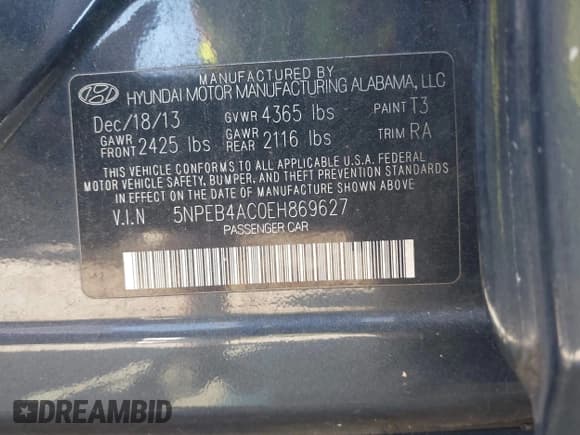 MANUFACTURED BY
HYUNDAI MOTOR MANUFACTURING ALABAMA, LLC
Dec/18/13 GVWR 4365 lbs PAINT T3
GAWR FRONT 2425 lbs GAWR REAR 2116 lbs TRIM RA
THIS VEHICLE CONFORMS TO ALL APPLICABLE U.S.A. FEDERAL
MOTOR VEHICLE SAFETY, BUMPER, AND THEFT PREVENTION STANDARDS
IN EFFECT ON THE DATE OF MANUFACTURE SHOWN ABOVE
V.I.N 5NPEB4AC0EH869627
PASSENGER CAR
DREAMBID